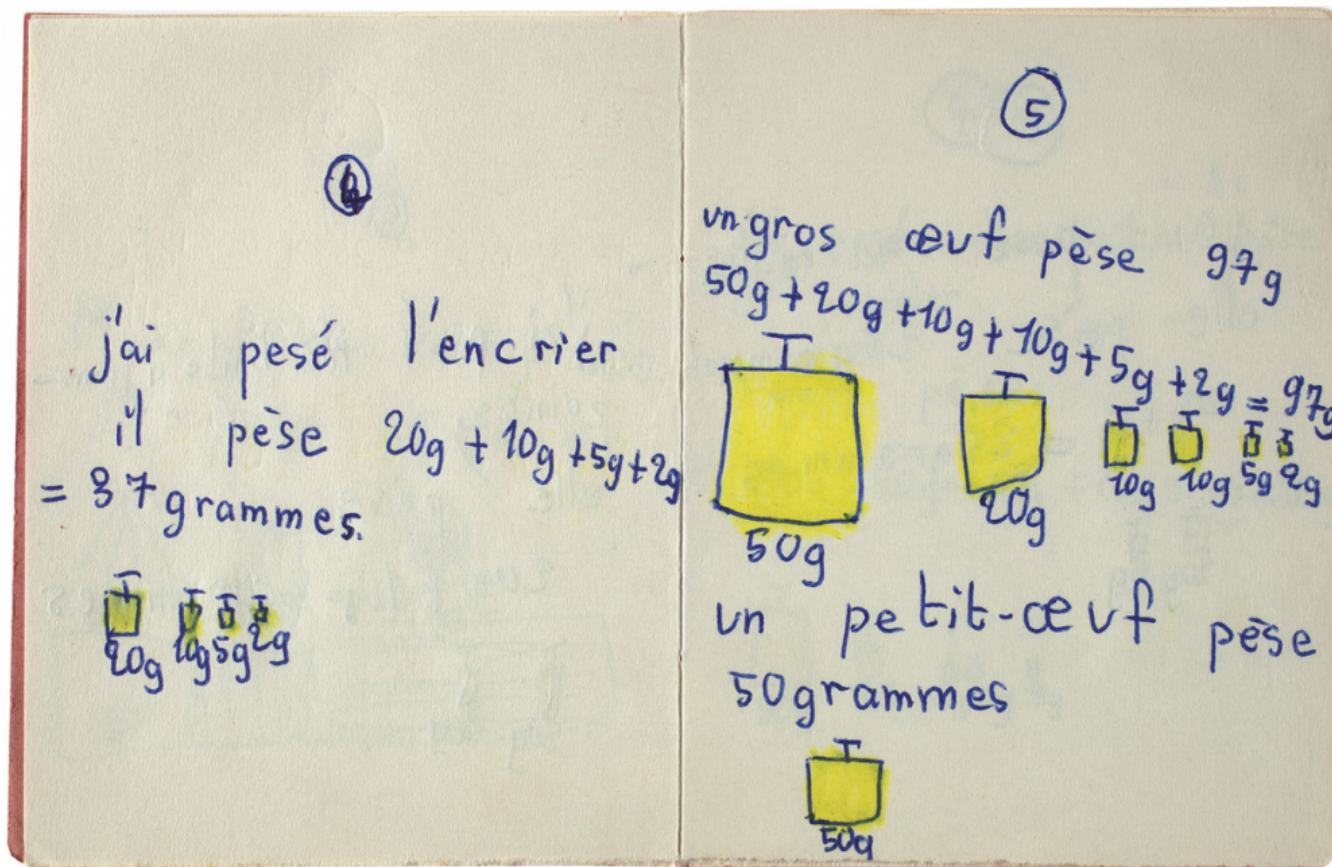 4
j'ai pesé l'encrier
il pèse 20g + 10g + 5g + 2g
= 37 grammes.
20g 10g 5g 2g
5
un gros œuf pèse 97g
50g + 20g + 10g + 10g + 5g + 2g = 97g
50g 20g 10g 10g 5g 2g
un petit-œuf pèse
50 grammes
50g